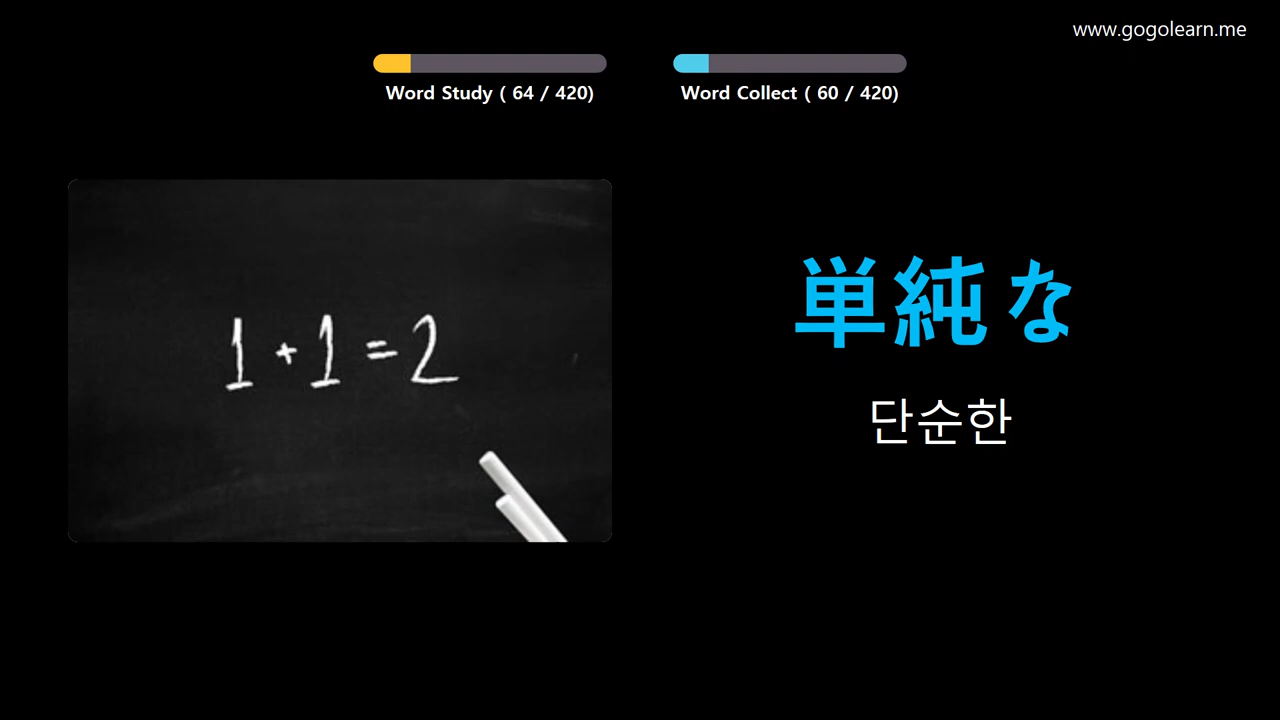 www.gogolearn.me
Word Study ( 64 / 420)
Word Collect ( 60 / 420)
1 + 1 = 2
単純な
단순한